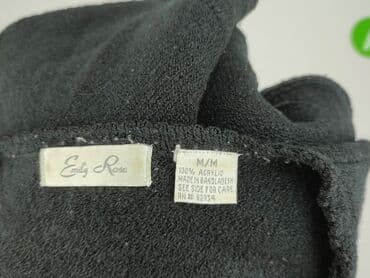 Emily Rose
M/M
100% ACRYLIC
MADE IN BANGLADESH
SEE SIDE FOR CARE